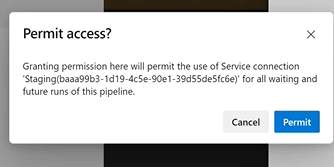 Permit access?
Granting permission here will permit the use of Service connection
'Staging(baaa99b3-1d19-4c5e-90e1-39d55de5fc6e)' for all waiting and
future runs of this pipeline.
Cancel
Permit